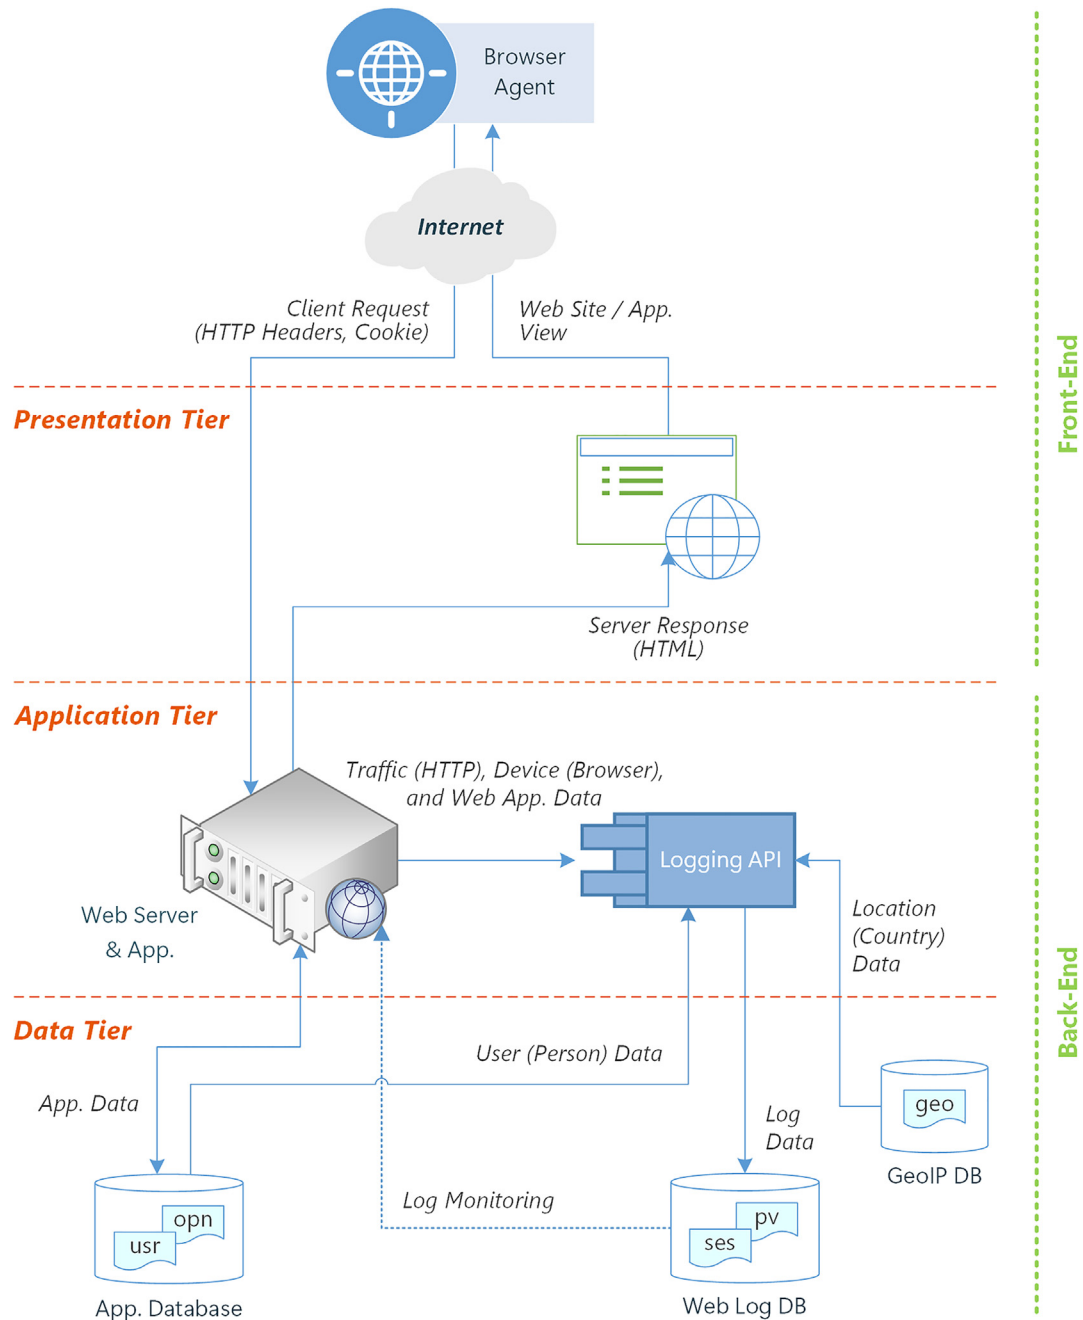 Browser
Agent
Internet
Client Request
(HTTP Headers, Cookie)
Web Site / App.
View
Front-End
Presentation Tier
Server Response
(HTML)
Application Tier
Traffic (HTTP), Device (Browser),
and Web App. Data
Logging API
Web Server
& App.
Location
(Country)
Data
Back-End
Data Tier
User (Person) Data
App. Data
Log
Data
geo
GeoIP DB
Log Monitoring
opn
usr
pv
ses
App. Database
Web Log DB